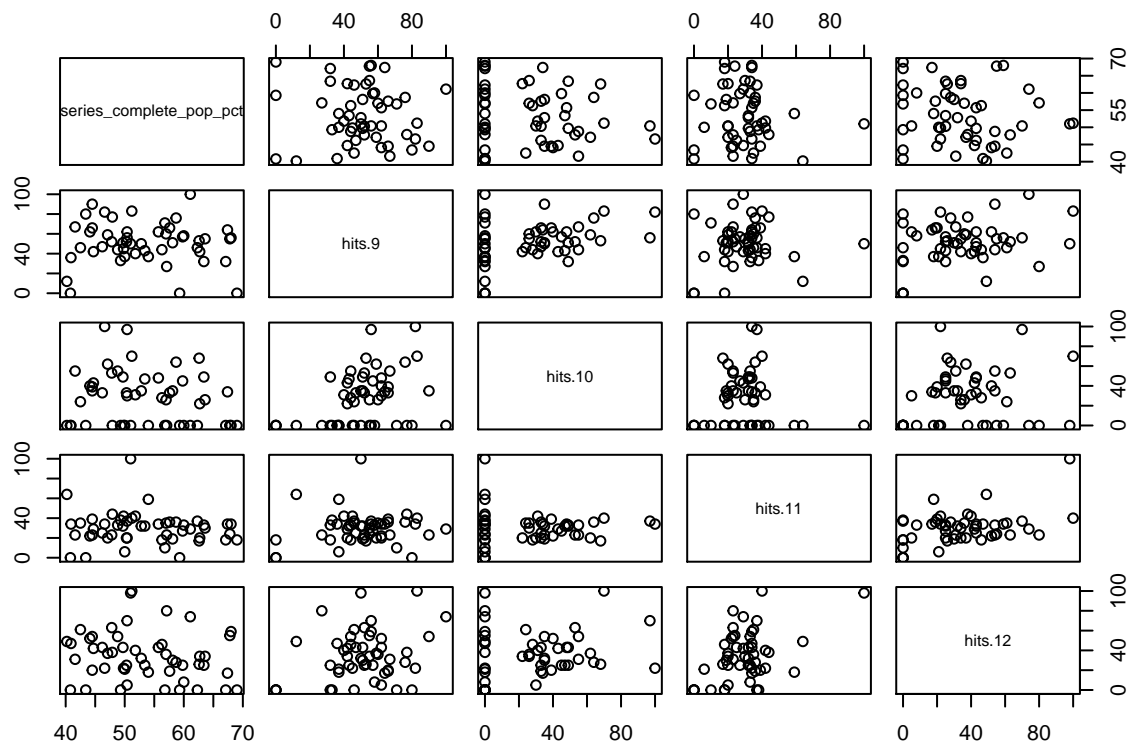 0 40 80 0 40 80
series_complete_pop_pct
40 55 70
0 40 100
hits.9
hits.10
0 40 100
0 40 100
hits.11
hits.12
0 40 100
40 50 60 70 0 40 80 0 40 80